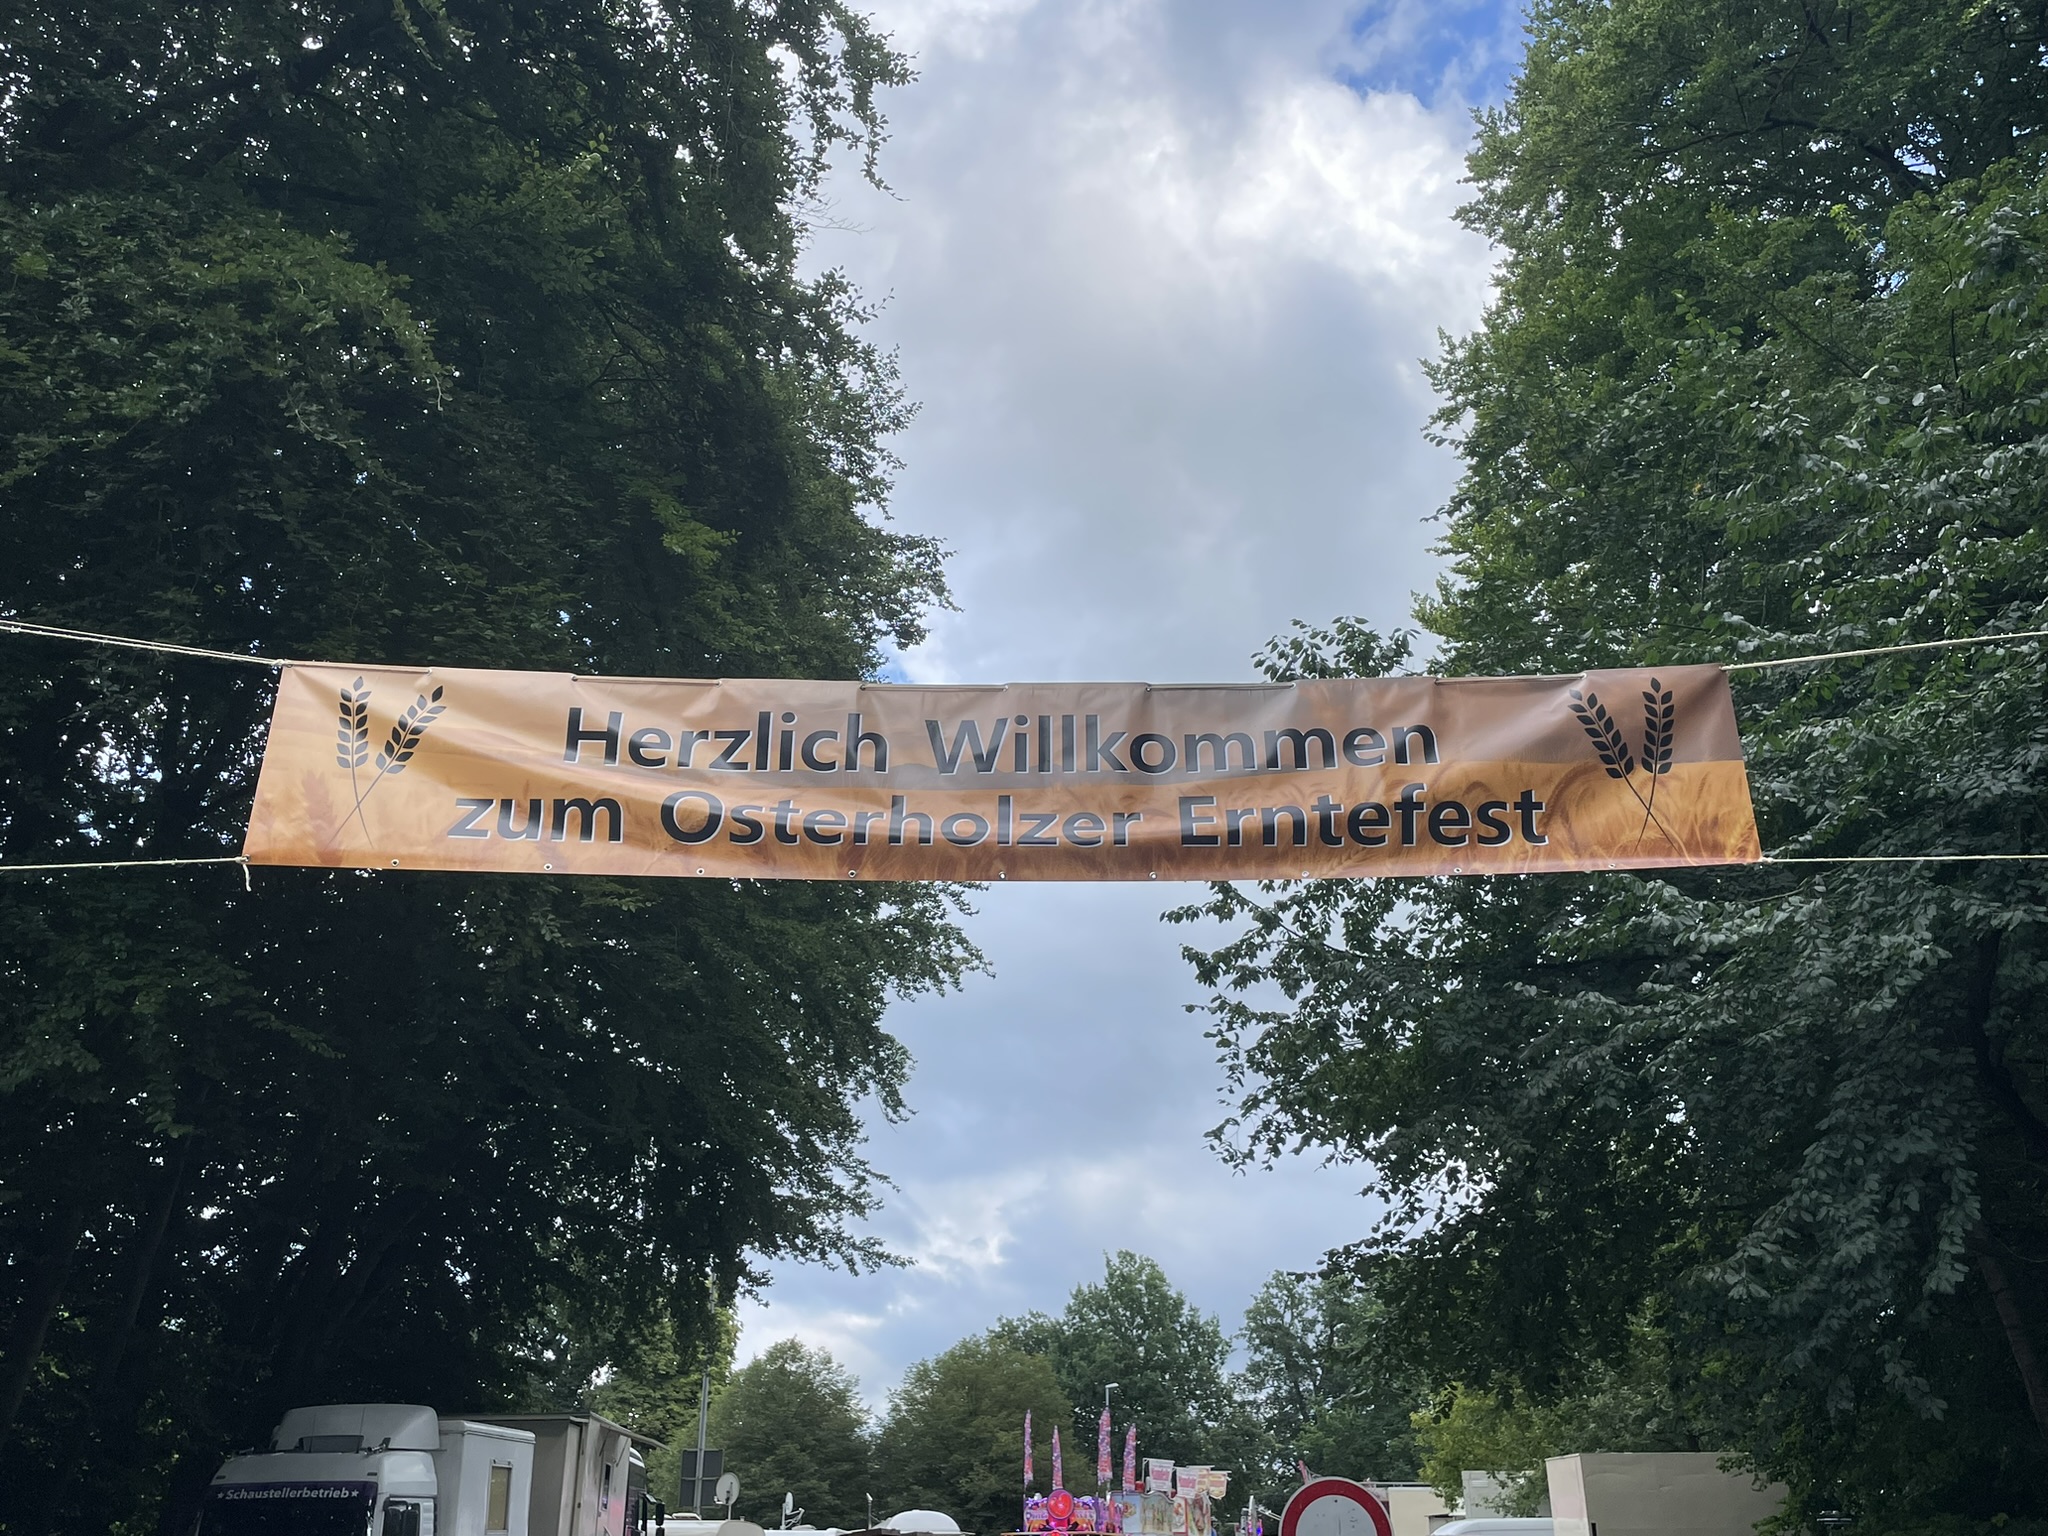 Herzlich Willkommen
zum Osterholzer Erntefest
★ Schaustellerbetrieb ★